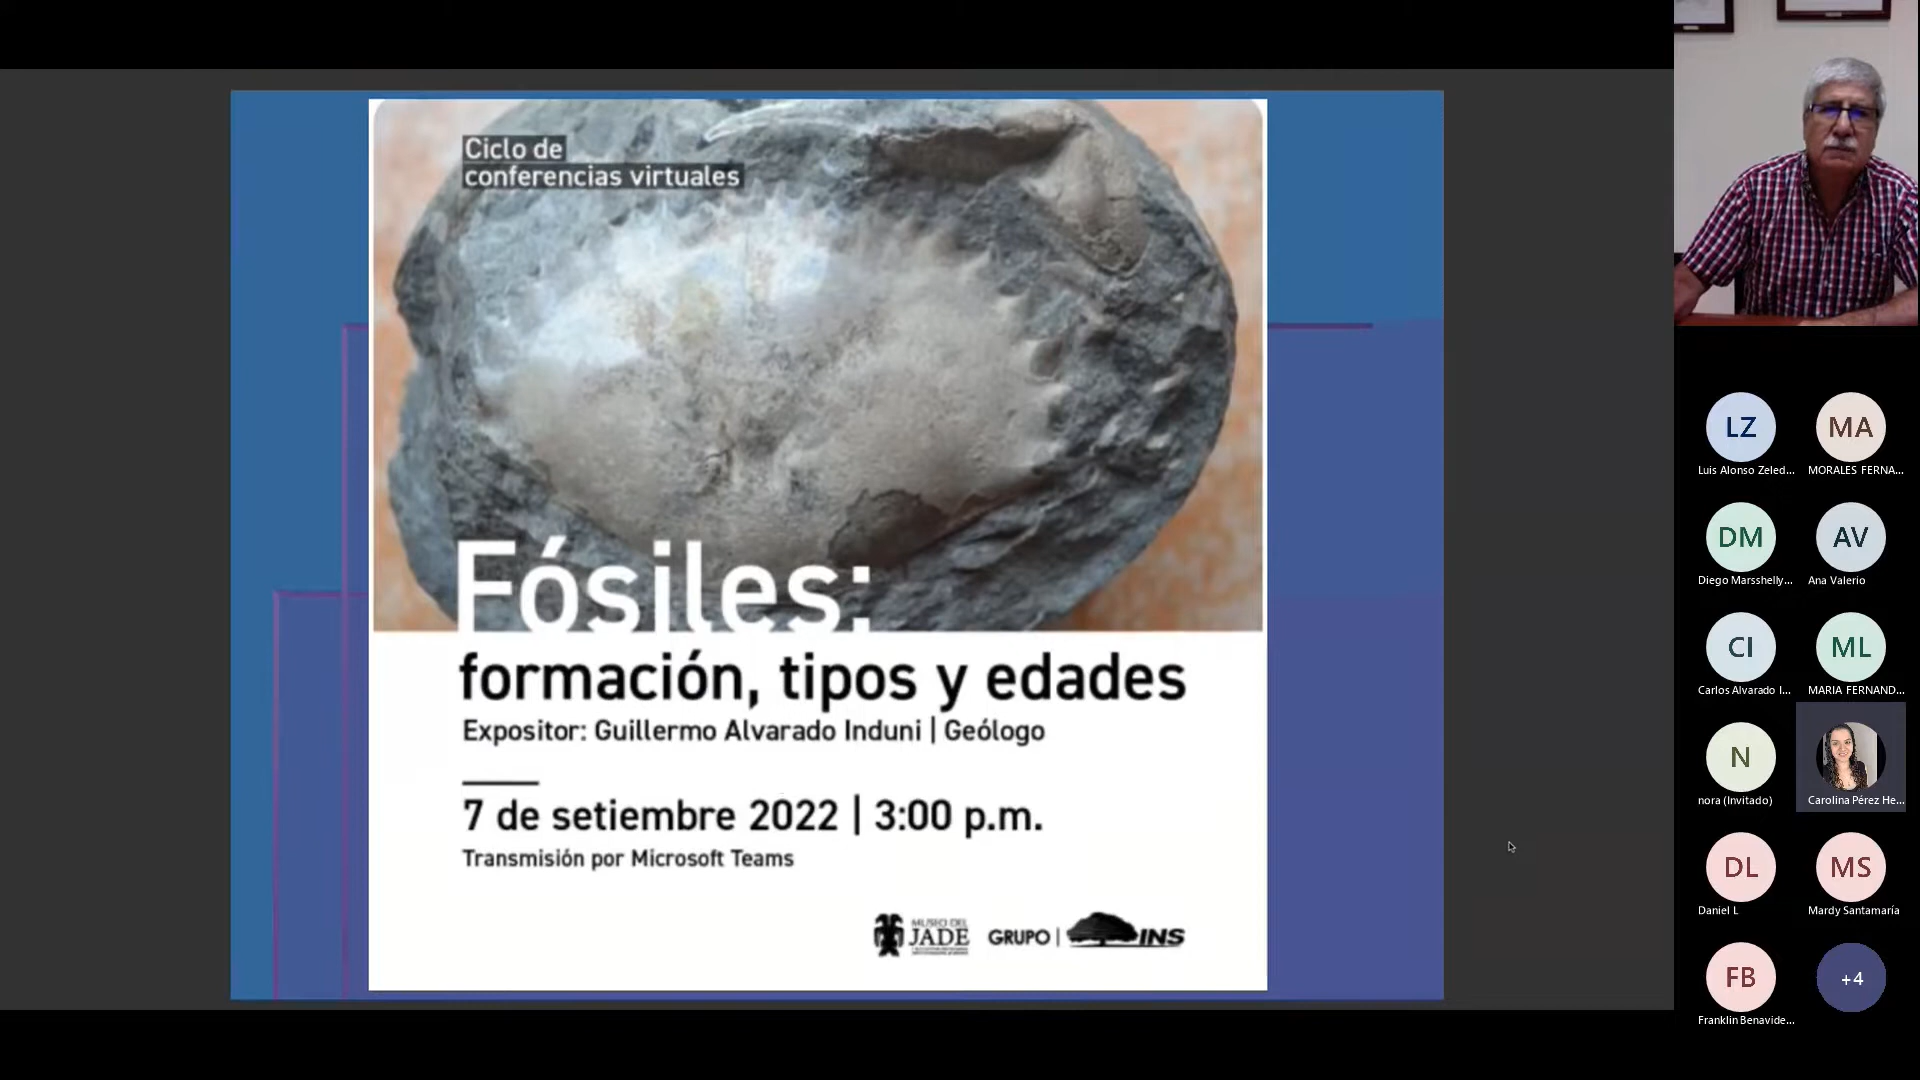 Ciclo de
conferencias virtuales
Fósiles:
formación, tipos y edades
Expositor: Guillermo Alvarado Induni | Geólogo
7 de setiembre 2022 | 3:00 p.m.
Transmisión por Microsoft Teams
MUSEO DEL
JADE
GRUPO | INS
LZ
Luis Alonso Zeled...
MA
MORALES FERNA...
DM
Diego Marsshelly...
AV
Ana Valerio
CI
Carlos Alvarado I...
ML
MARIA FERNAND...
N
nora (Invitado)
Carolina Pérez He...
DL
Daniel L
MS
Mardy Santamaría
FB
Franklin Benavide...
+4